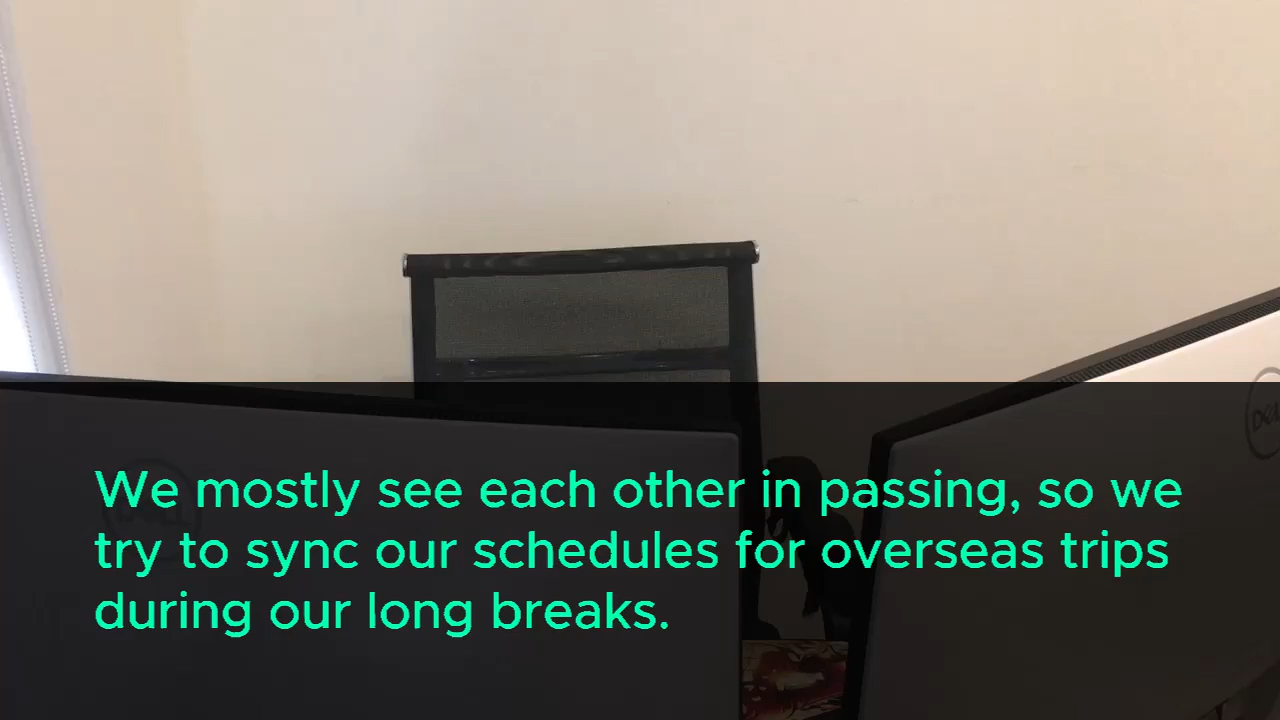 We mostly see each other in passing, so we
try to sync our schedules for overseas trips
during our long breaks.
DELL